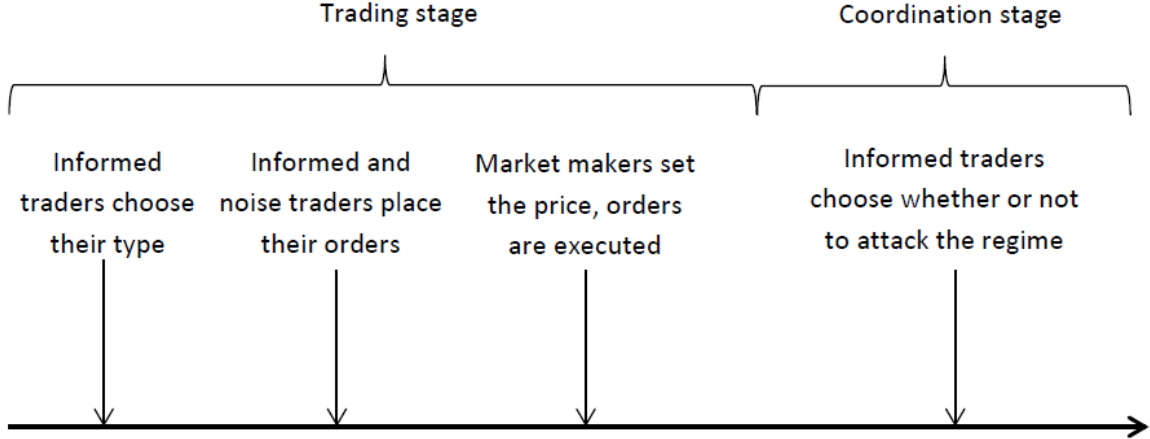 Trading stage
Coordination stage
Informed
traders choose
their type
Informed and
noise traders place
their orders
Market makers set
the price, orders
are executed
Informed traders
choose whether or not
to attack the regime